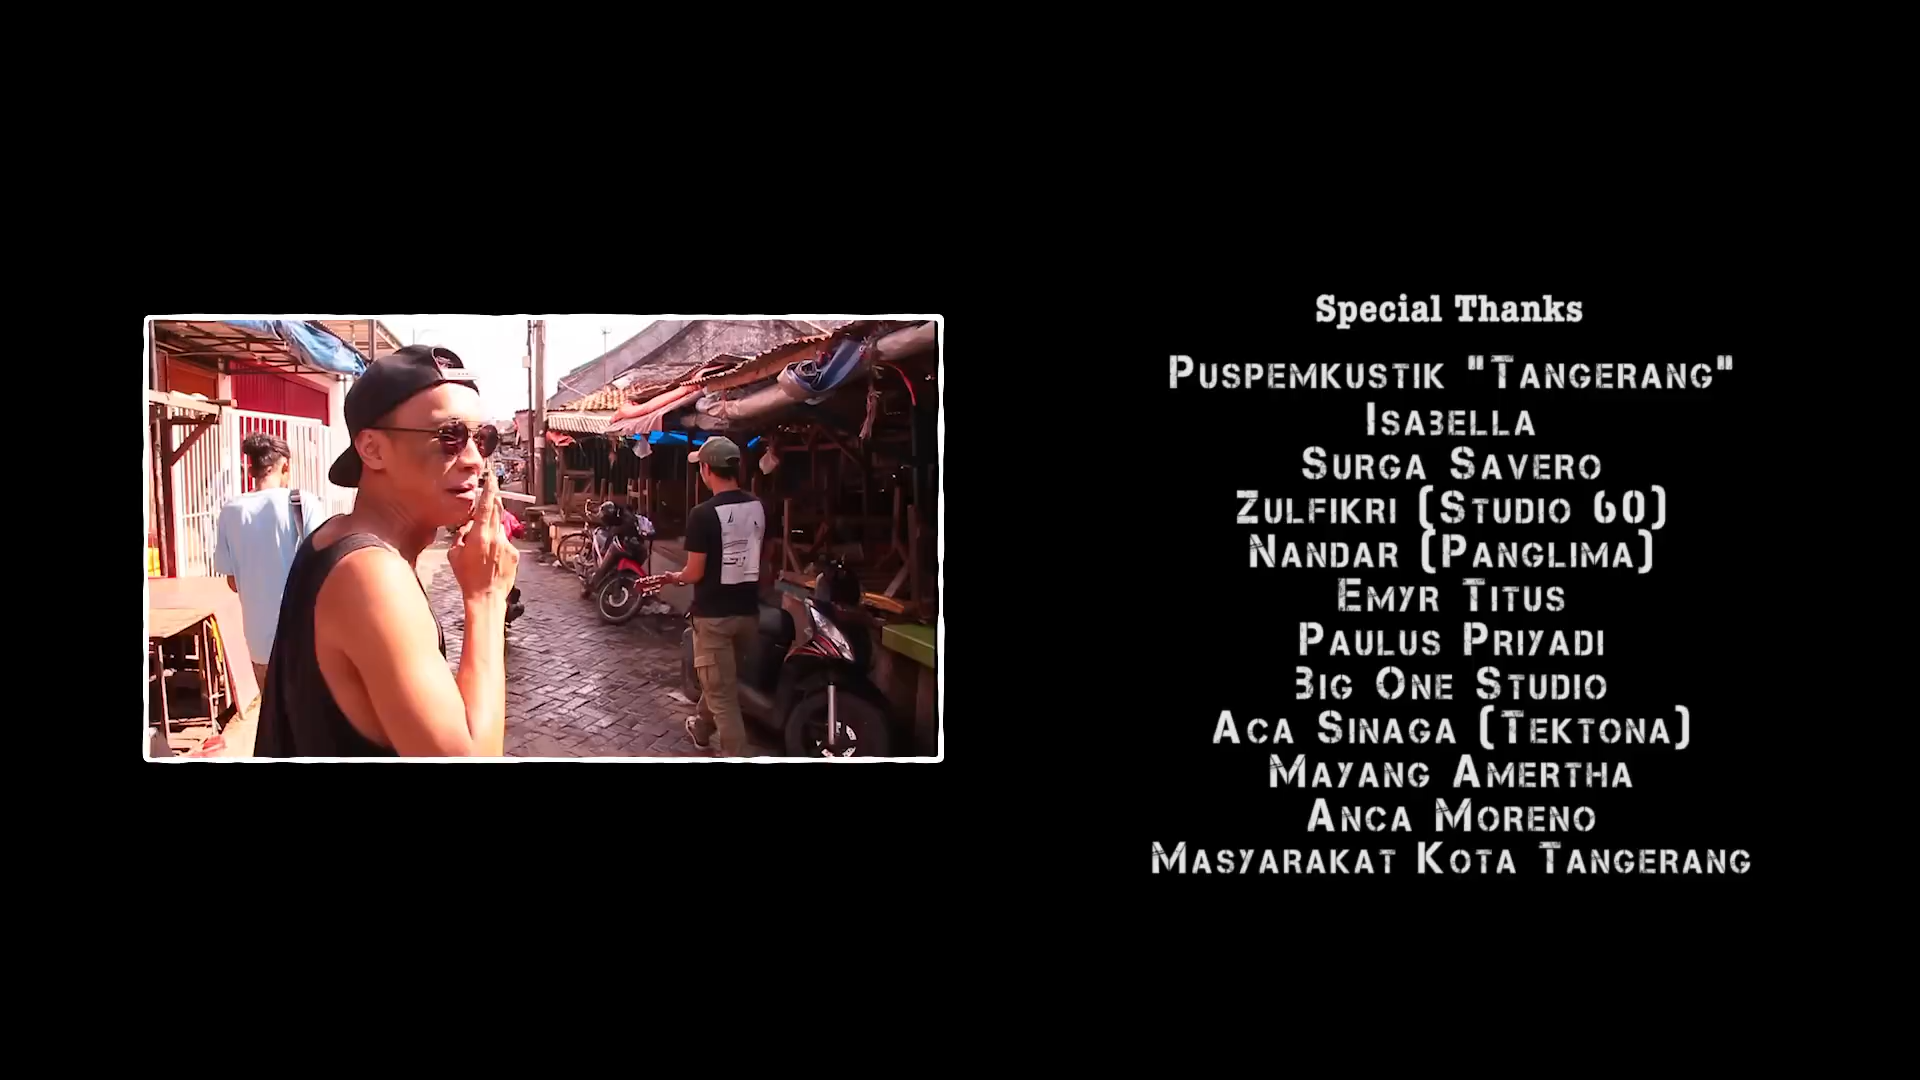 Special Thanks
Puspemkustik "Tangerang"
Isabella
Surga Savero
Zulfikri (Studio 60)
Nandar (Panglima)
Emyr Titus
Paulus Priyadi
Big One Studio
Aca Sinaga (Tektona)
Mayang Amertha
Anca Moreno
Masyarakat Kota Tangerang